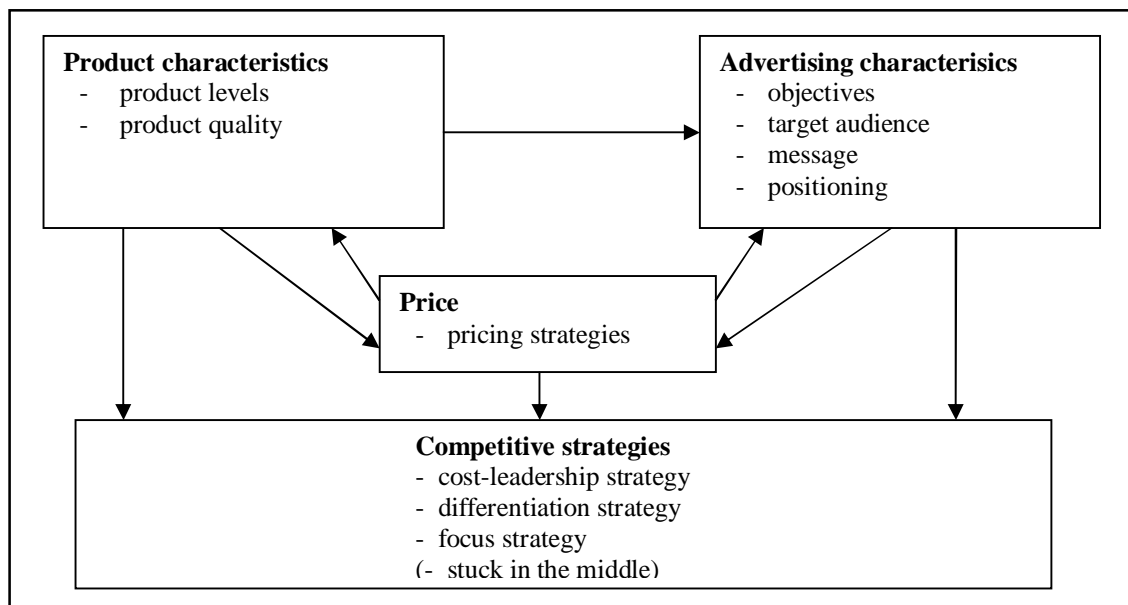 Product characteristics
- product levels
- product quality
Advertising characterisics
- objectives
- target audience
- message
- positioning
Price
- pricing strategies
Competitive strategies
- cost-leadership strategy
- differentiation strategy
- focus strategy
(- stuck in the middle)